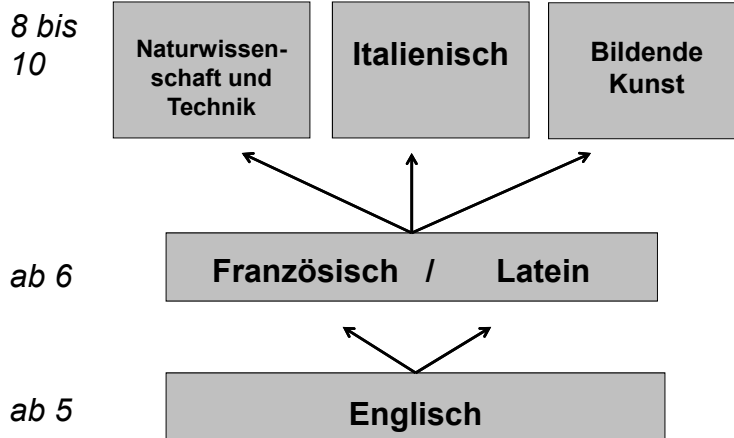 8 bis
10
Naturwissen-
schaft und
Technik
Italienisch
Bildende
Kunst
ab 6
Französisch / Latein
ab 5
Englisch